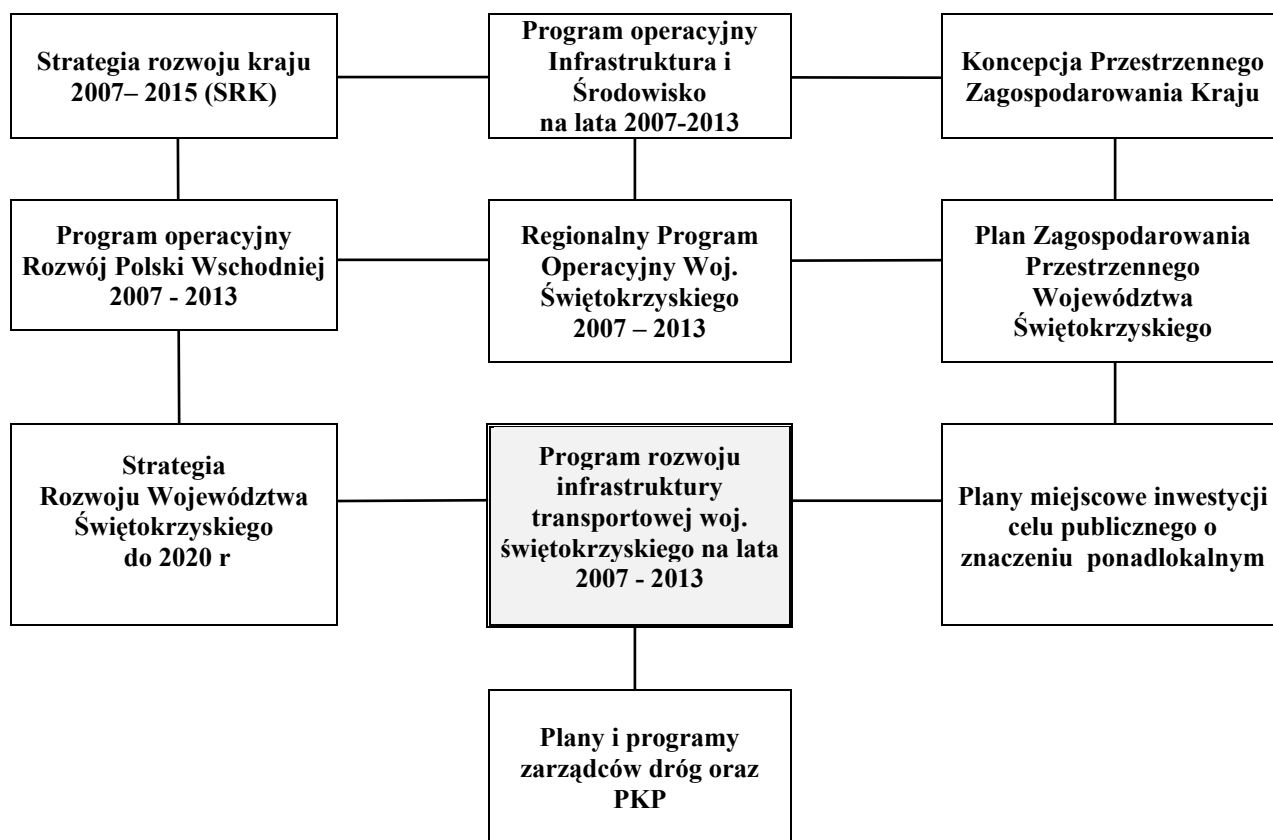 Strategia rozwoju kraju
2007– 2015 (SRK)
Program operacyjny
Infrastruktura i
Środowisko
na lata 2007-2013
Koncepcja Przestrzennego
Zagospodarowania Kraju
Program operacyjny
Rozwój Polski Wschodniej
2007 - 2013
Regionalny Program
Operacyjny Woj.
Świętokrzyskiego
2007 – 2013
Plan Zagospodarowania
Przestrzennego
Województwa
Świętokrzyskiego
Strategia
Rozwoju Województwa
Świętokrzyskiego
do 2020 r
Program rozwoju
infrastruktury
transportowej woj.
świętokrzyskiego na lata
2007 - 2013
Plany miejscowe inwestycji
celu publicznego o
znaczeniu ponadlokalnym
Plany i programy
zarządców dróg oraz
PKP